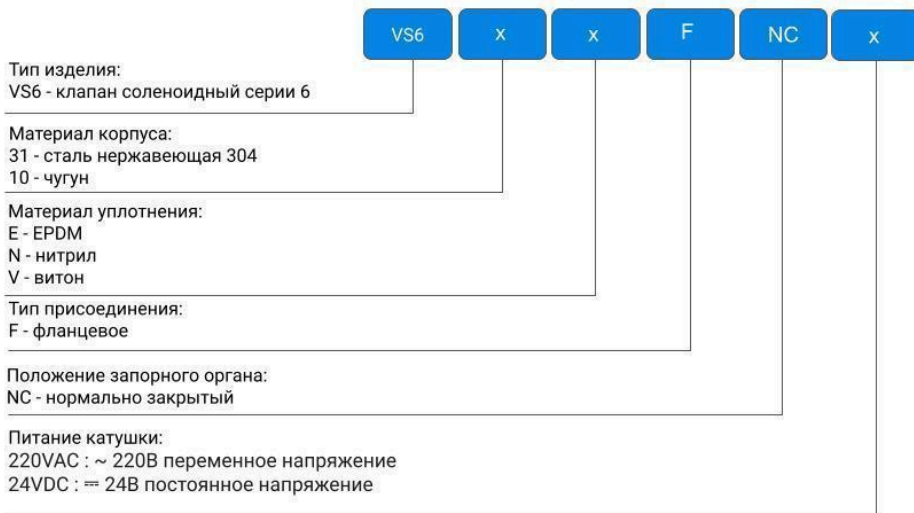 VS6 x x F NC x
Тип изделия:
VS6 - клапан соленоидный серии 6
Материал корпуса:
31 - сталь нержавеющая 304
10 - чугун
Материал уплотнения:
E - EPDM
N - нитрил
V - витон
Тип присоединения:
F - фланцевое
Положение запорного органа:
NC - нормально закрытый
Питание катушки:
220VAC : ~ 220В переменное напряжение
24VDC : ⎓ 24В постоянное напряжение